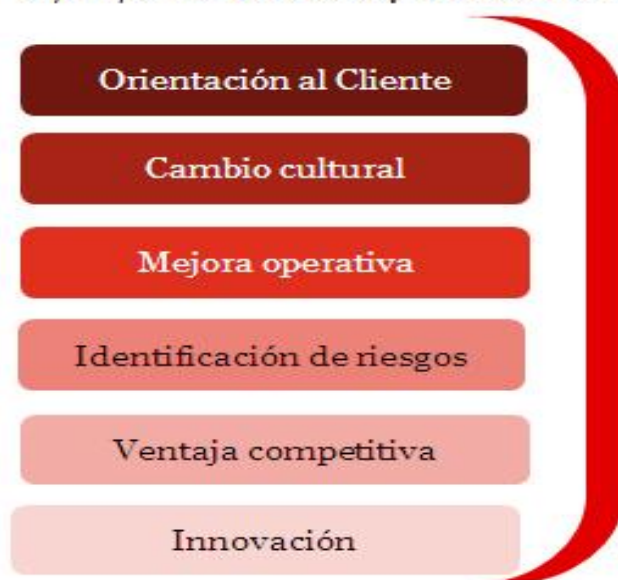 Orientación al Cliente
Cambio cultural
Mejora operativa
Identificación de riesgos
Ventaja competitiva
Innovación